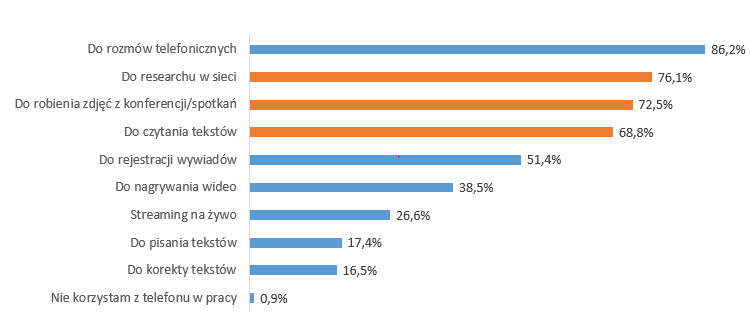 Do rozmów telefonicznych 86,2%
Do researchu w sieci 76,1%
Do robienia zdjęć z konferencji/spotkań 72,5%
Do czytania tekstów 68,8%
Do rejestracji wywiadów 51,4%
Do nagrywania wideo 38,5%
Streaming na żywo 26,6%
Do pisania tekstów 17,4%
Do korekty tekstów 16,5%
Nie korzystam z telefonu w pracy 0,9%